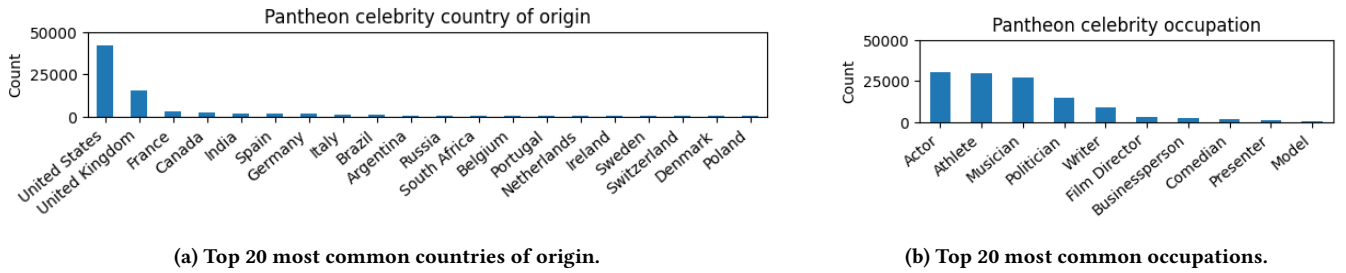 Pantheon celebrity country of origin
50000
25000
0
Count
United States
United Kingdom
France
Canada
India
Spain
Germany
Italy
Brazil
Argentina
Russia
South Africa
Belgium
Portugal
Netherlands
Ireland
Sweden
Switzerland
Denmark
Poland
(a) Top 20 most common countries of origin.
Pantheon celebrity occupation
50000
25000
0
Count
Actor
Athlete
Musician
Politician
Writer
Film Director
Businessperson
Comedian
Presenter
Model
(b) Top 20 most common occupations.